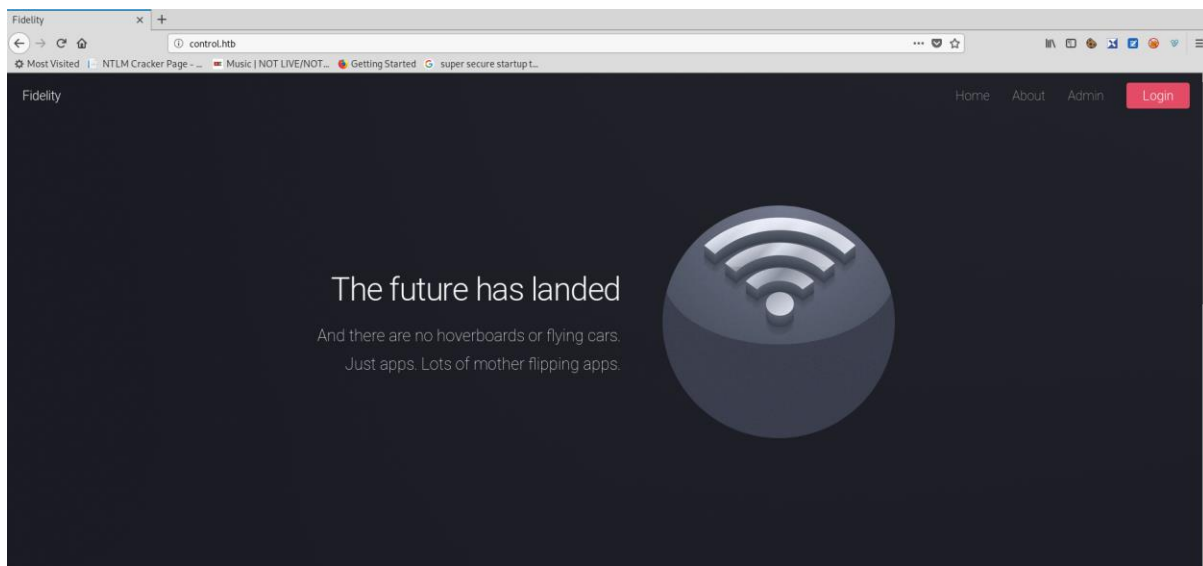 Fidelity
control.htb
Most Visited NTLM Cracker Page - ... Music | NOT LIVE/NOT... Getting Started super secure startup t...
Fidelity Home About Admin Login
The future has landed
And there are no hoverboards or flying cars.
Just apps. Lots of mother flipping apps.